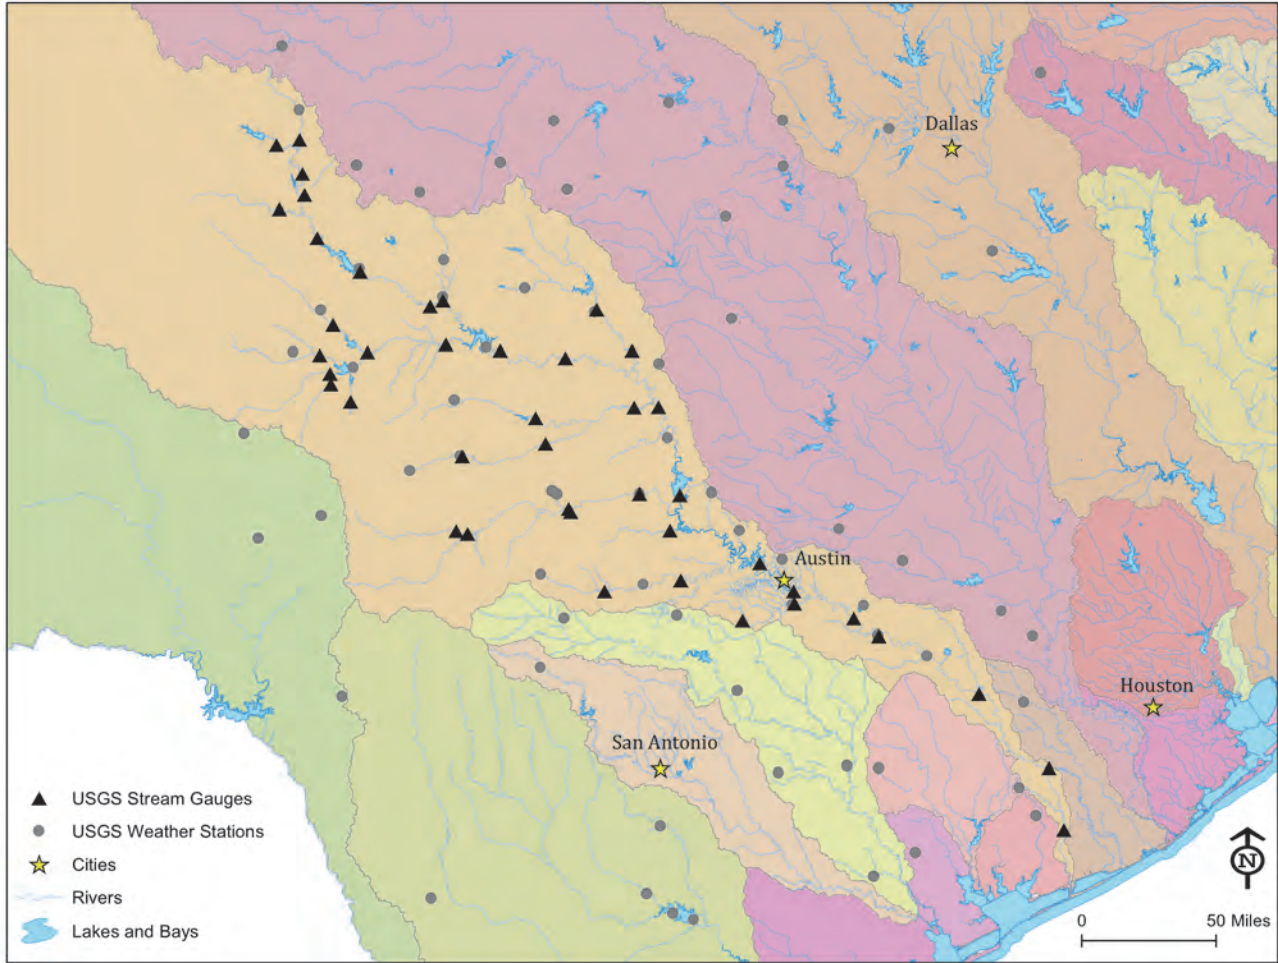 Dallas
Austin
Houston
San Antonio
USGS Stream Gauges
USGS Weather Stations
Cities
Rivers
Lakes and Bays
N
0 50 Miles